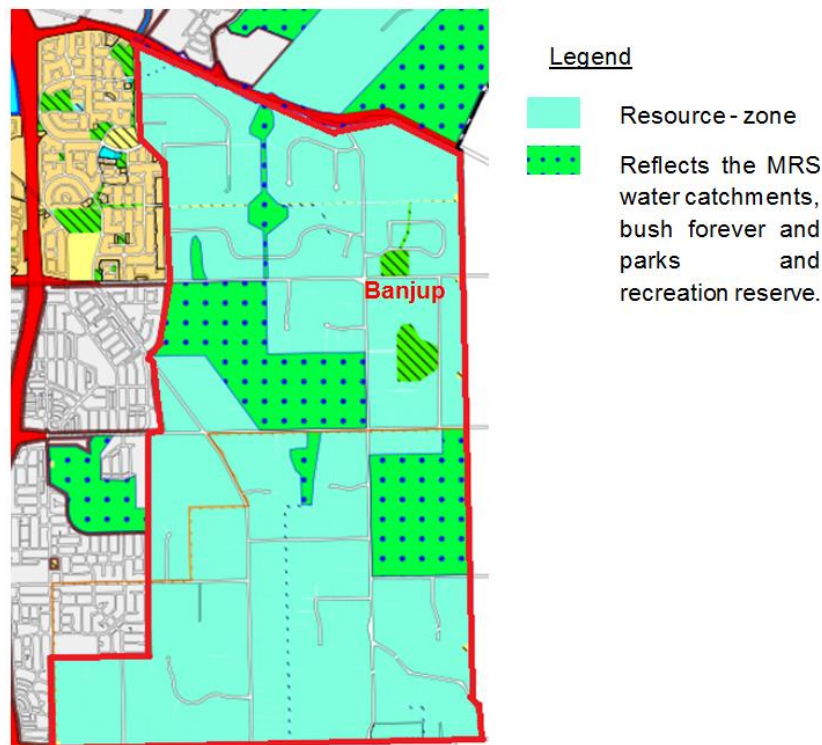 Legend
Resource - zone
Reflects the MRS
water catchments,
bush forever and
parks and
recreation reserve.
Banjup